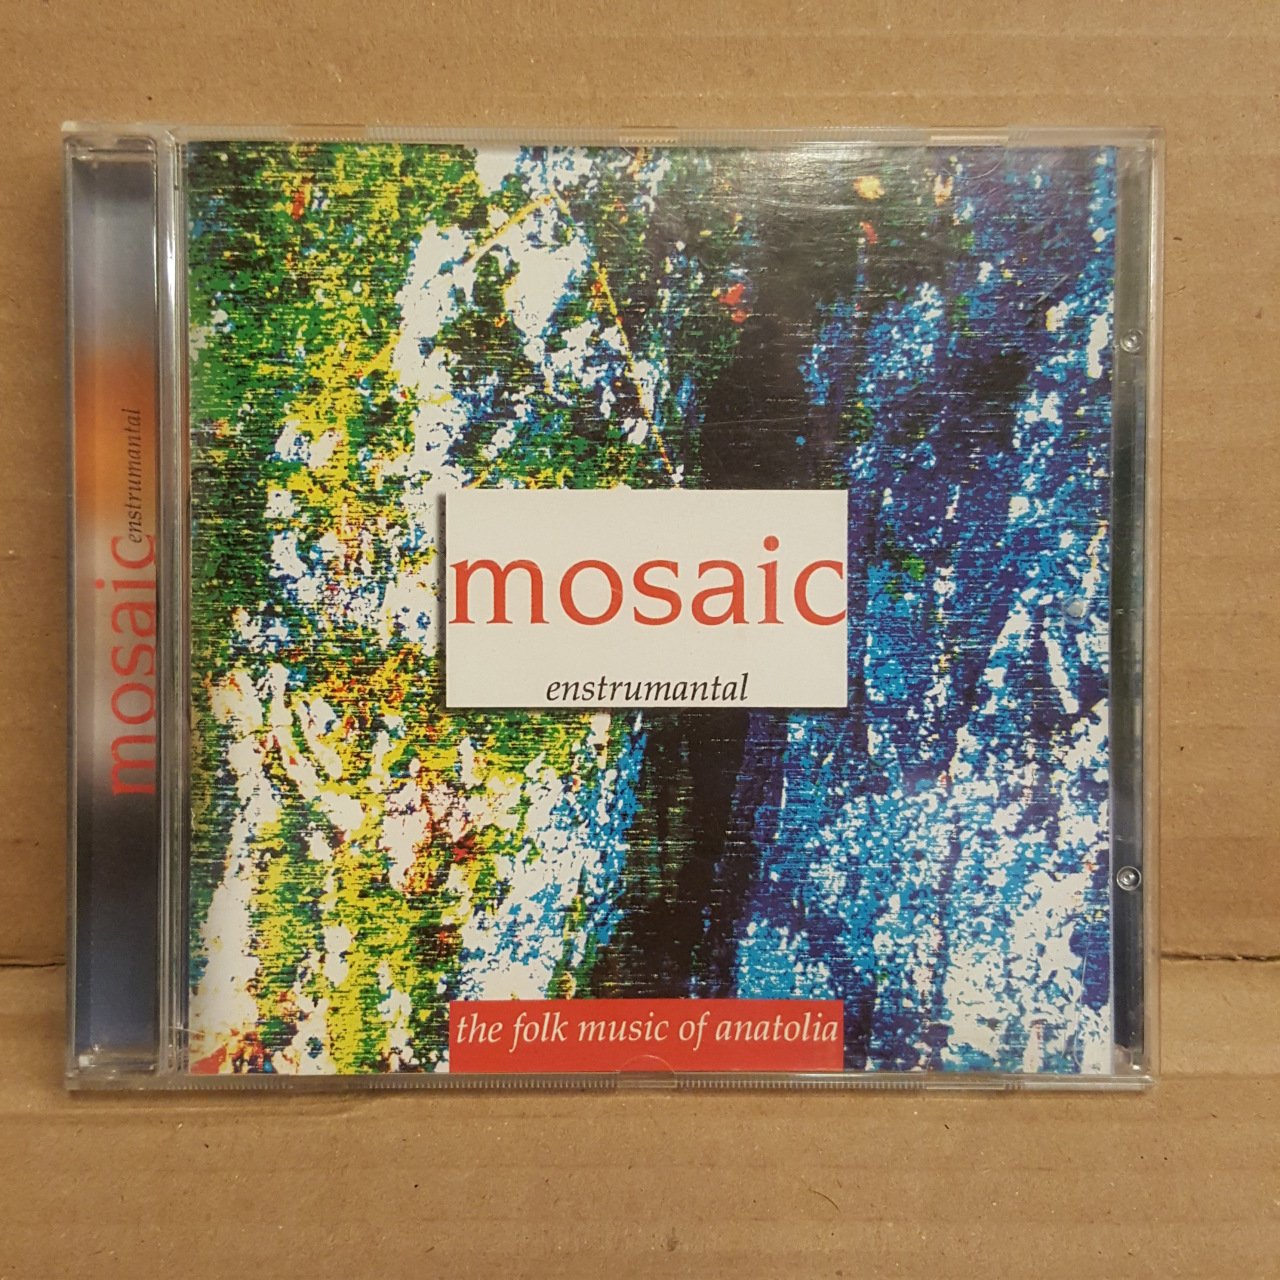 mosaic
enstrumantal
mosaic
enstrumantal
the folk music of anatolia